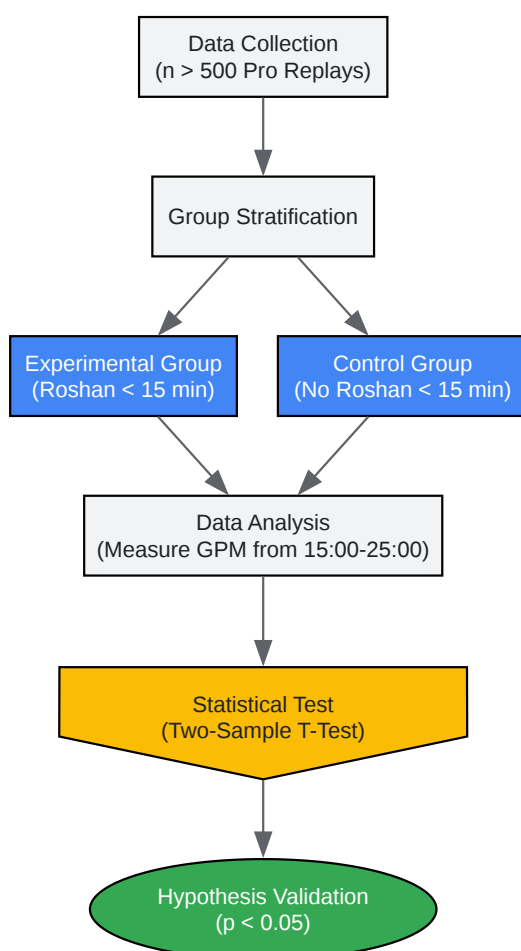 Data Collection
(n > 500 Pro Replays)
Group Stratification
Experimental Group
(Roshan < 15 min)
Control Group
(No Roshan < 15 min)
Data Analysis
(Measure GPM from 15:00-25:00)
Statistical Test
(Two-Sample T-Test)
Hypothesis Validation
(p < 0.05)